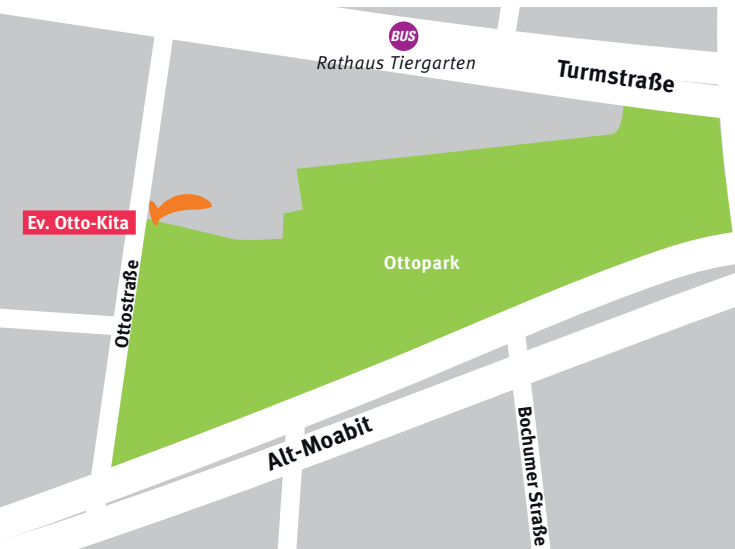 BUS
Rathaus Tiergarten
Turmstraße
Ev. Otto-Kita
Ottopark
Ottostraße
Alt-Moabit
Bochumer Straße